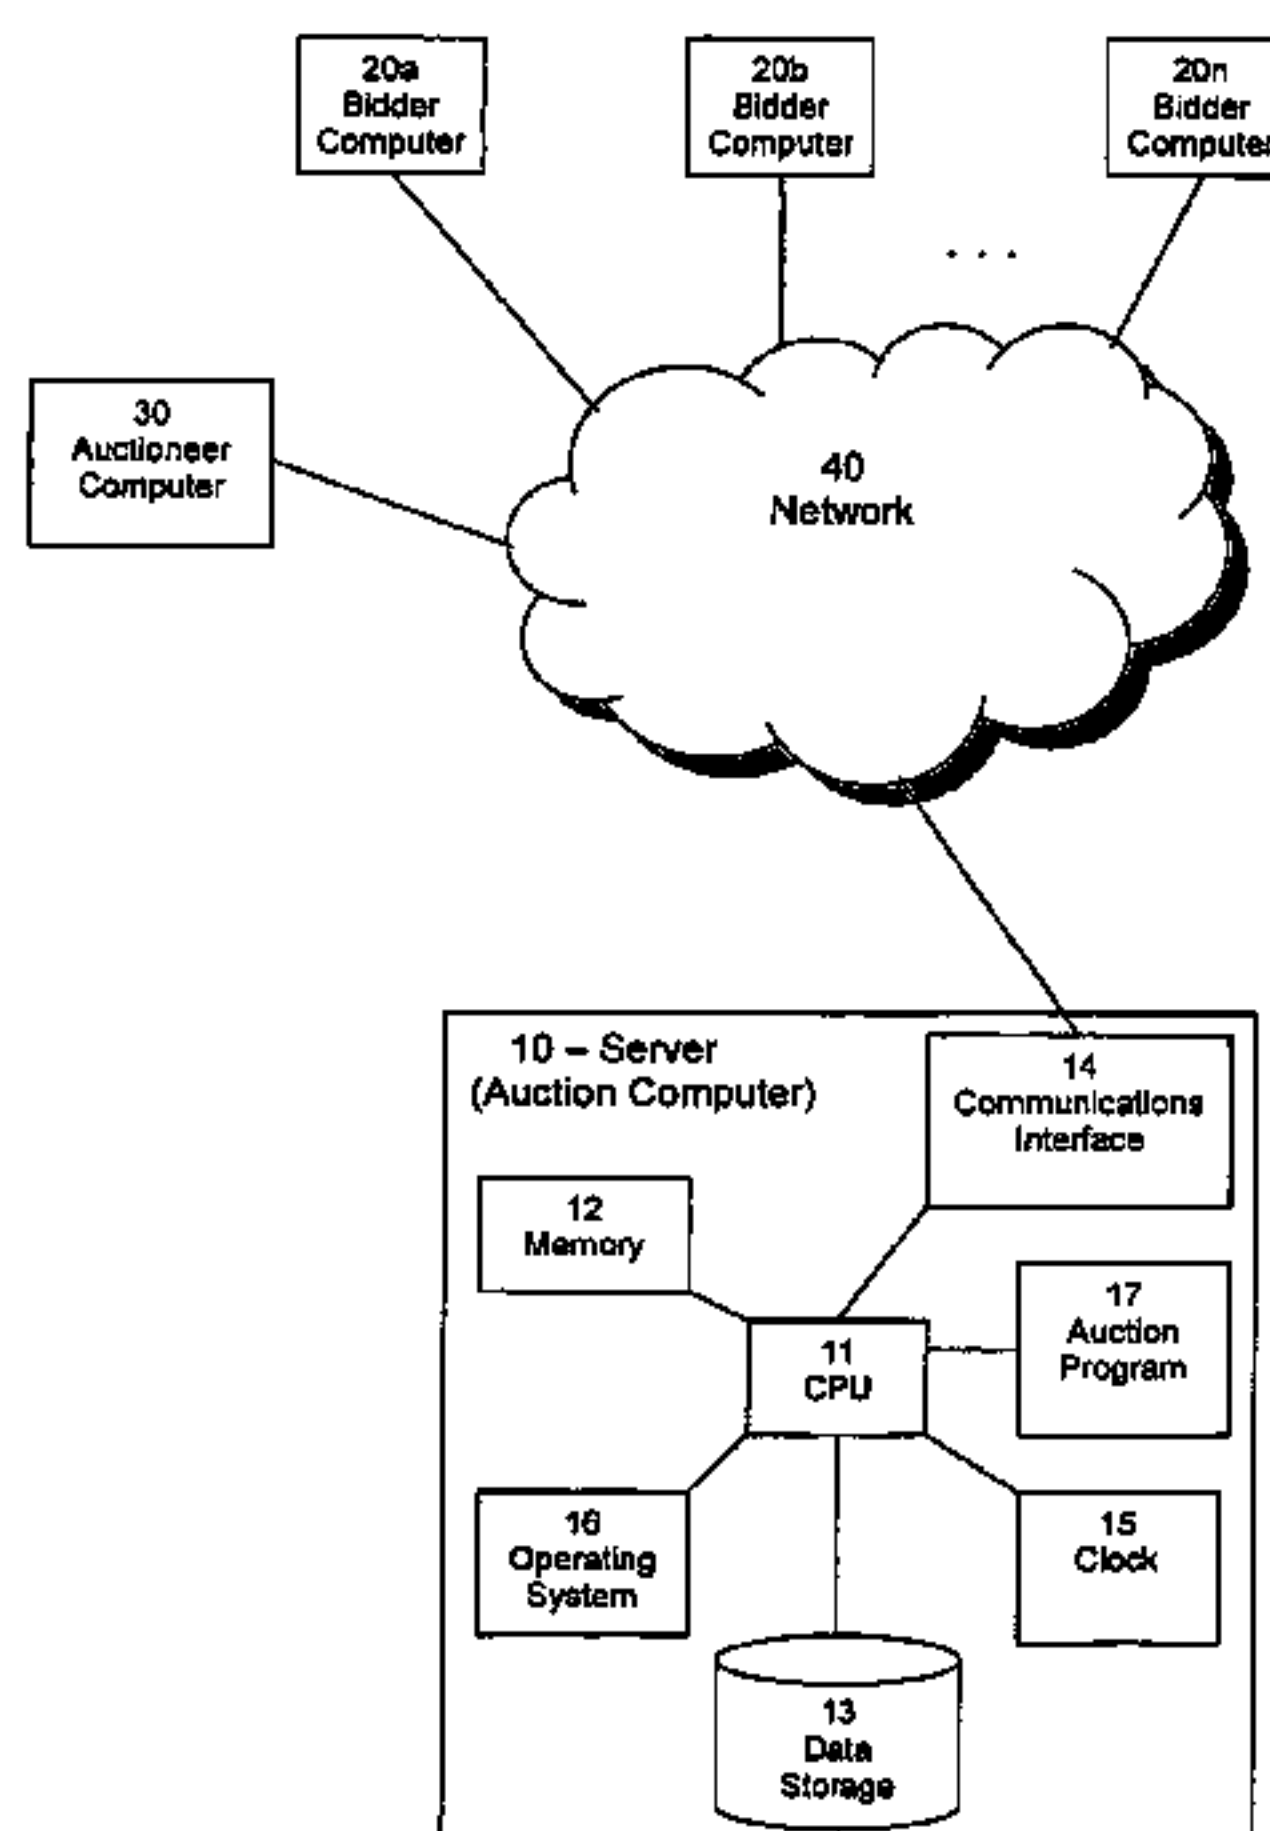 20a
Bidder
Computer
20b
Bidder
Computer
20n
Bidder
Computer
. . .
30
Auctioneer
Computer
40
Network
10 – Server
(Auction Computer)
14
Communications
Interface
12
Memory
17
Auction
Program
11
CPU
16
Operating
System
15
Clock
13
Data
Storage